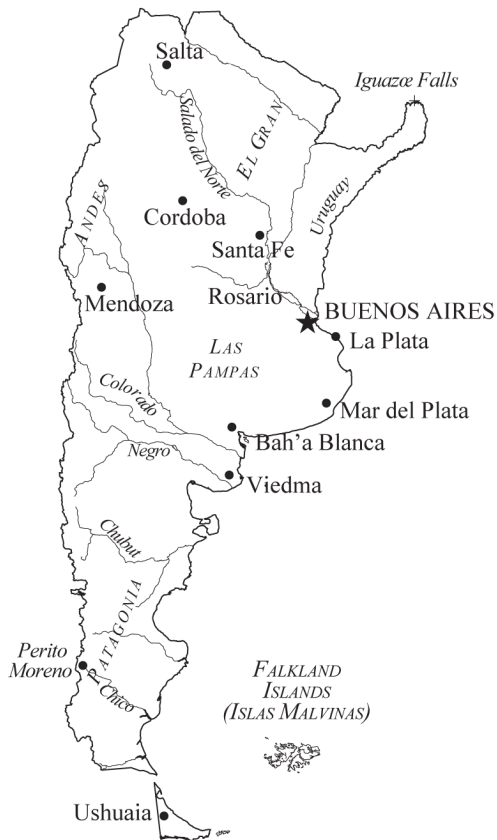 Salta
Iguazœ Falls
Salado del Norte
EL GRAN
ANDES
Cordoba
Uruguay
Santa Fe
Mendoza
Rosario
BUENOS AIRES
La Plata
LAS
PAMPAS
Colorado
Mar del Plata
Bah'a Blanca
Negro
Viedma
Chubut
PATAGONIA
Perito
Moreno
Chico
FALKLAND
ISLANDS
(ISLAS MALVINAS)
Ushuaia